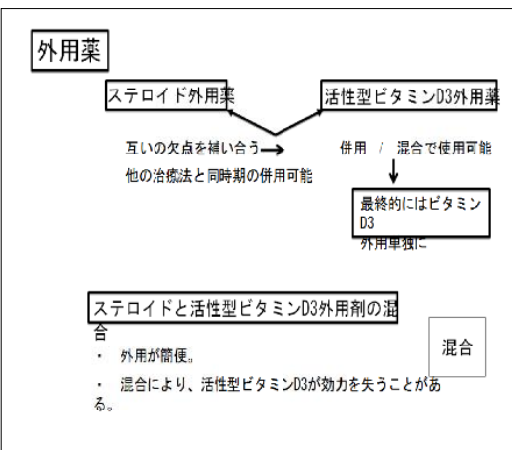 外用薬
ステロイド外用薬
活性型ビタミンD3外用薬
互いの欠点を補い合う
併用 / 混合で使用可能
他の治療法と同時期の併用可能
最終的にはビタミン
D3
外用単独に
ステロイドと活性型ビタミンD3外用剤の混
合
混合
・ 外用が簡便。
・ 混合により、活性型ビタミンD3が効力を失うことがあ
る。